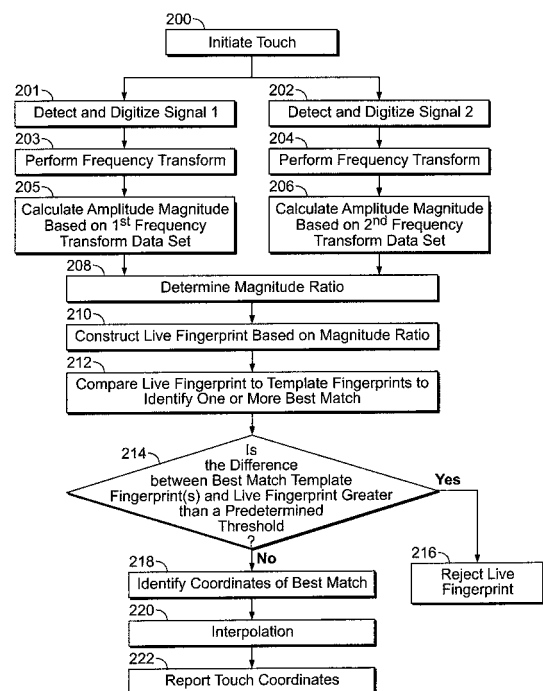 200
Initiate Touch
201
Detect and Digitize Signal 1
202
Detect and Digitize Signal 2
203
Perform Frequency Transform
204
Perform Frequency Transform
205
Calculate Amplitude Magnitude
Based on 1st Frequency
Transform Data Set
206
Calculate Amplitude Magnitude
Based on 2nd Frequency
Transform Data Set
208
Determine Magnitude Ratio
210
Construct Live Fingerprint Based on Magnitude Ratio
212
Compare Live Fingerprint to Template Fingerprints to
Identify One or More Best Match
214
Is
the Difference
between Best Match Template
Fingerprint(s) and Live Fingerprint Greater
than a Predetermined
Threshold
?
Yes
No
216
Reject Live
Fingerprint
218
Identify Coordinates of Best Match
220
Interpolation
222
Report Touch Coordinates